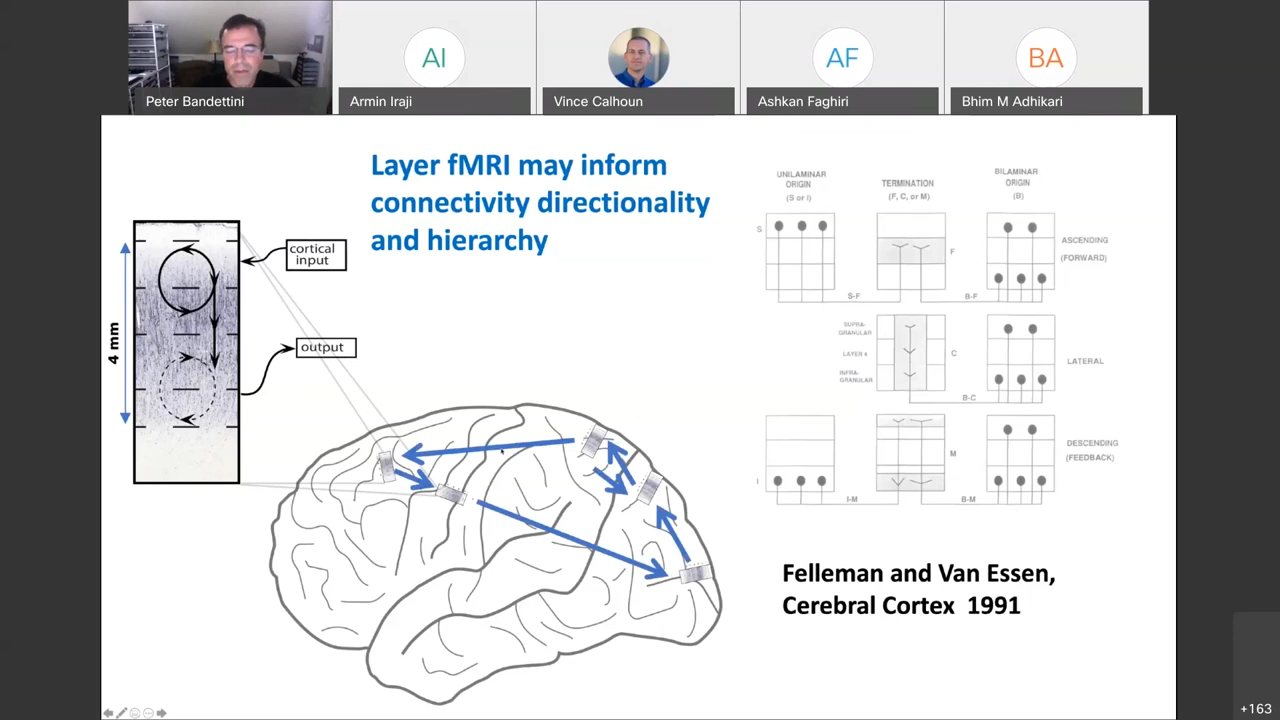 AI
AF
BA
Peter Bandettini
Armin Iraji
Vince Calhoun
Ashkan Faghiri
Bhim M Adhikari
Layer fMRI may inform
connectivity directionality
and hierarchy
cortical
input
output
4 mm
UNILAMINAR
ORIGIN
(S or I)
TERMINATION
(F, C, or M)
BILAMINAR
ORIGIN
(B)
S
F
ASCENDING
(FORWARD)
S-F
B-F
SUPRA-
GRANULAR
LAYER 4
INFRA-
GRANULAR
C
LATERAL
B-C
M
DESCENDING
(FEEDBACK)
I
I-M
B-M
Felleman and Van Essen,
Cerebral Cortex 1991
+163